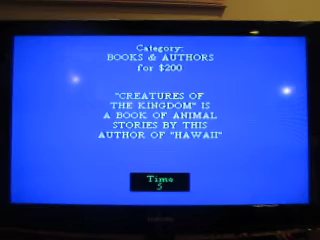 Category:
BOOKS & AUTHORS
for $200
"CREATURES OF
THE KINGDOM" IS
A BOOK OF ANIMAL
STORIES BY THIS
AUTHOR OF "HAWAII"
Time
5
SAMSUNG